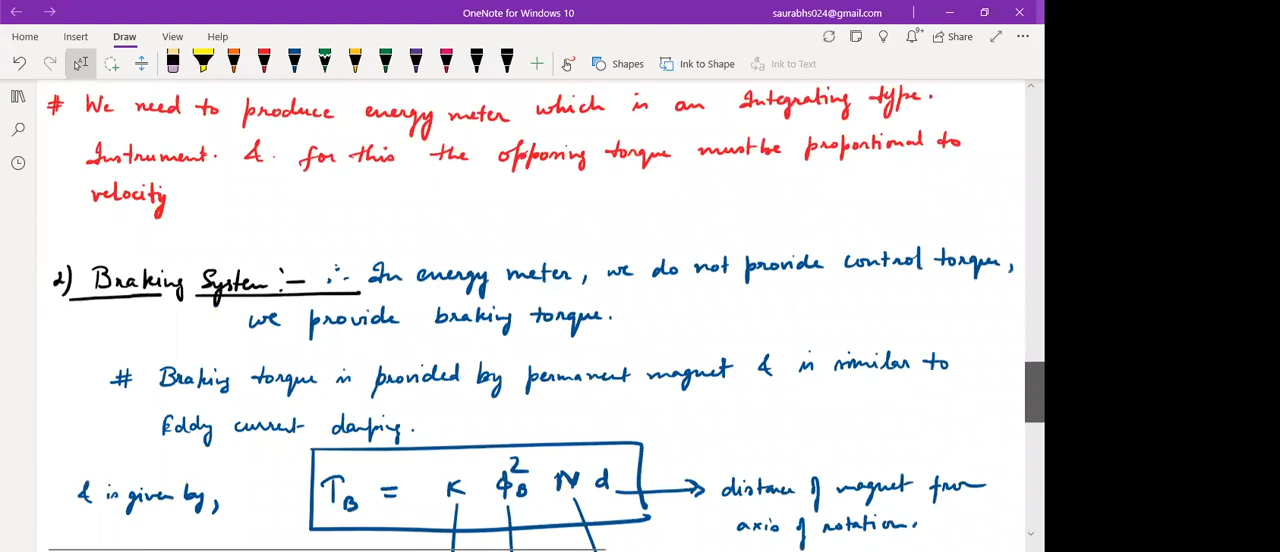 OneNote for Windows 10
saurabhs024@gmail.com
Home Insert Draw View Help
Share
Shapes Ink to Shape Ink to Text
# We need to produce energy meter which is an Integrating type.
Instrument. & for this the opposing torque must be proportional to
velocity
2) Braking System :- ∴ In energy meter, we do not provide control torque,
we provide braking torque.
# Braking torque is provided by permanent magnet & is similar to
Eddy current damping.
& is given by, T_B = K ϕ_B² N d → distance of magnet from
axis of rotation.